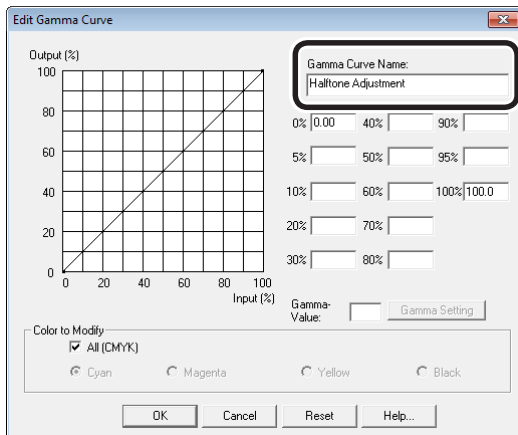 Edit Gamma Curve
Output (%)
100
80
60
40
20
0
0 20 40 60 80 100
Input (%)
Gamma Curve Name:
Halftone Adjustment
0% 0.00 40% 90%
5% 50% 95%
10% 60% 100% 100.0
20% 70%
30% 80%
Gamma-
Value:
Gamma Setting
Color to Modify
All (CMYK)
Cyan Magenta Yellow Black
OK Cancel Reset Help...